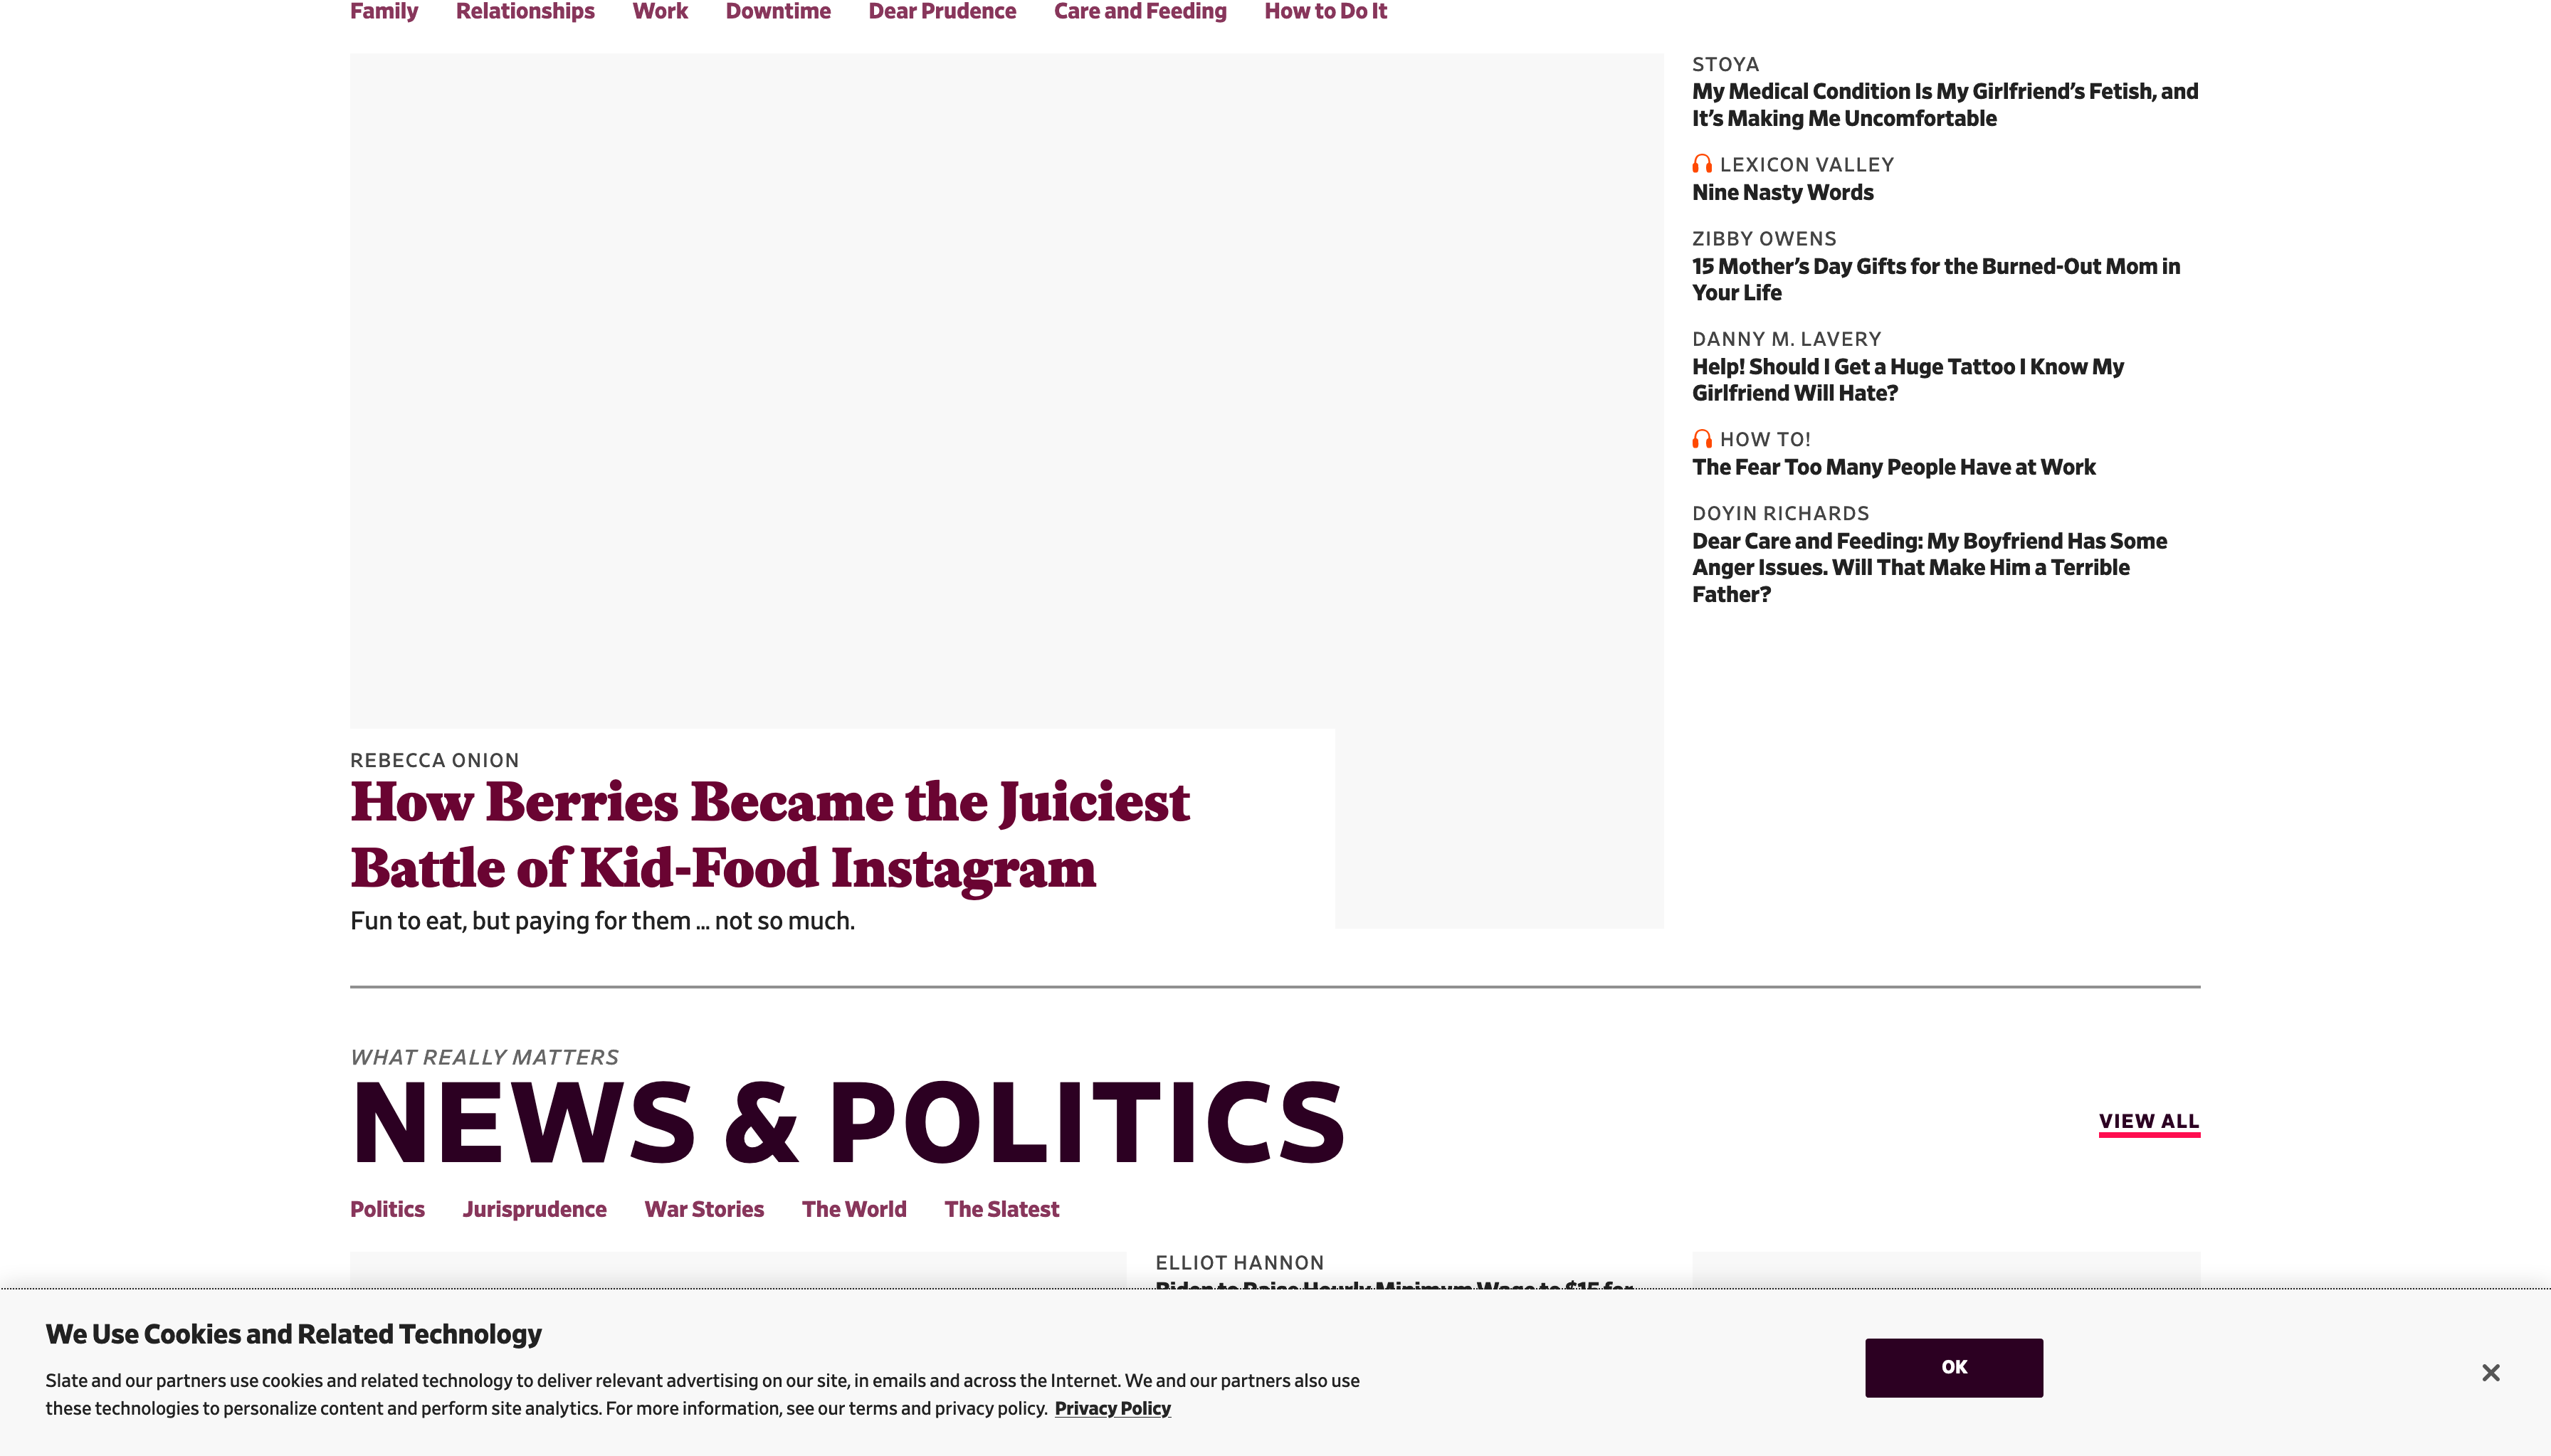 Family Relationships Work Downtime Dear Prudence Care and Feeding How to Do It
STOYA
My Medical Condition Is My Girlfriend’s Fetish, and
It’s Making Me Uncomfortable
LEXICON VALLEY
Nine Nasty Words
ZIBBY OWENS
15 Mother’s Day Gifts for the Burned-Out Mom in
Your Life
DANNY M. LAVERY
Help! Should I Get a Huge Tattoo I Know My
Girlfriend Will Hate?
HOW TO!
The Fear Too Many People Have at Work
DOYIN RICHARDS
Dear Care and Feeding: My Boyfriend Has Some
Anger Issues. Will That Make Him a Terrible
Father?
REBECCA ONION
How Berries Became the Juiciest
Battle of Kid-Food Instagram
Fun to eat, but paying for them ... not so much.
WHAT REALLY MATTERS
NEWS & POLITICS
VIEW ALL
Politics Jurisprudence War Stories The World The Slatest
ELLIOT HANNON
Biden to Raise Hourly Minimum Wage to $15 for
We Use Cookies and Related Technology
Slate and our partners use cookies and related technology to deliver relevant advertising on our site, in emails and across the Internet. We and our partners also use
these technologies to personalize content and perform site analytics. For more information, see our terms and privacy policy. Privacy Policy
OK